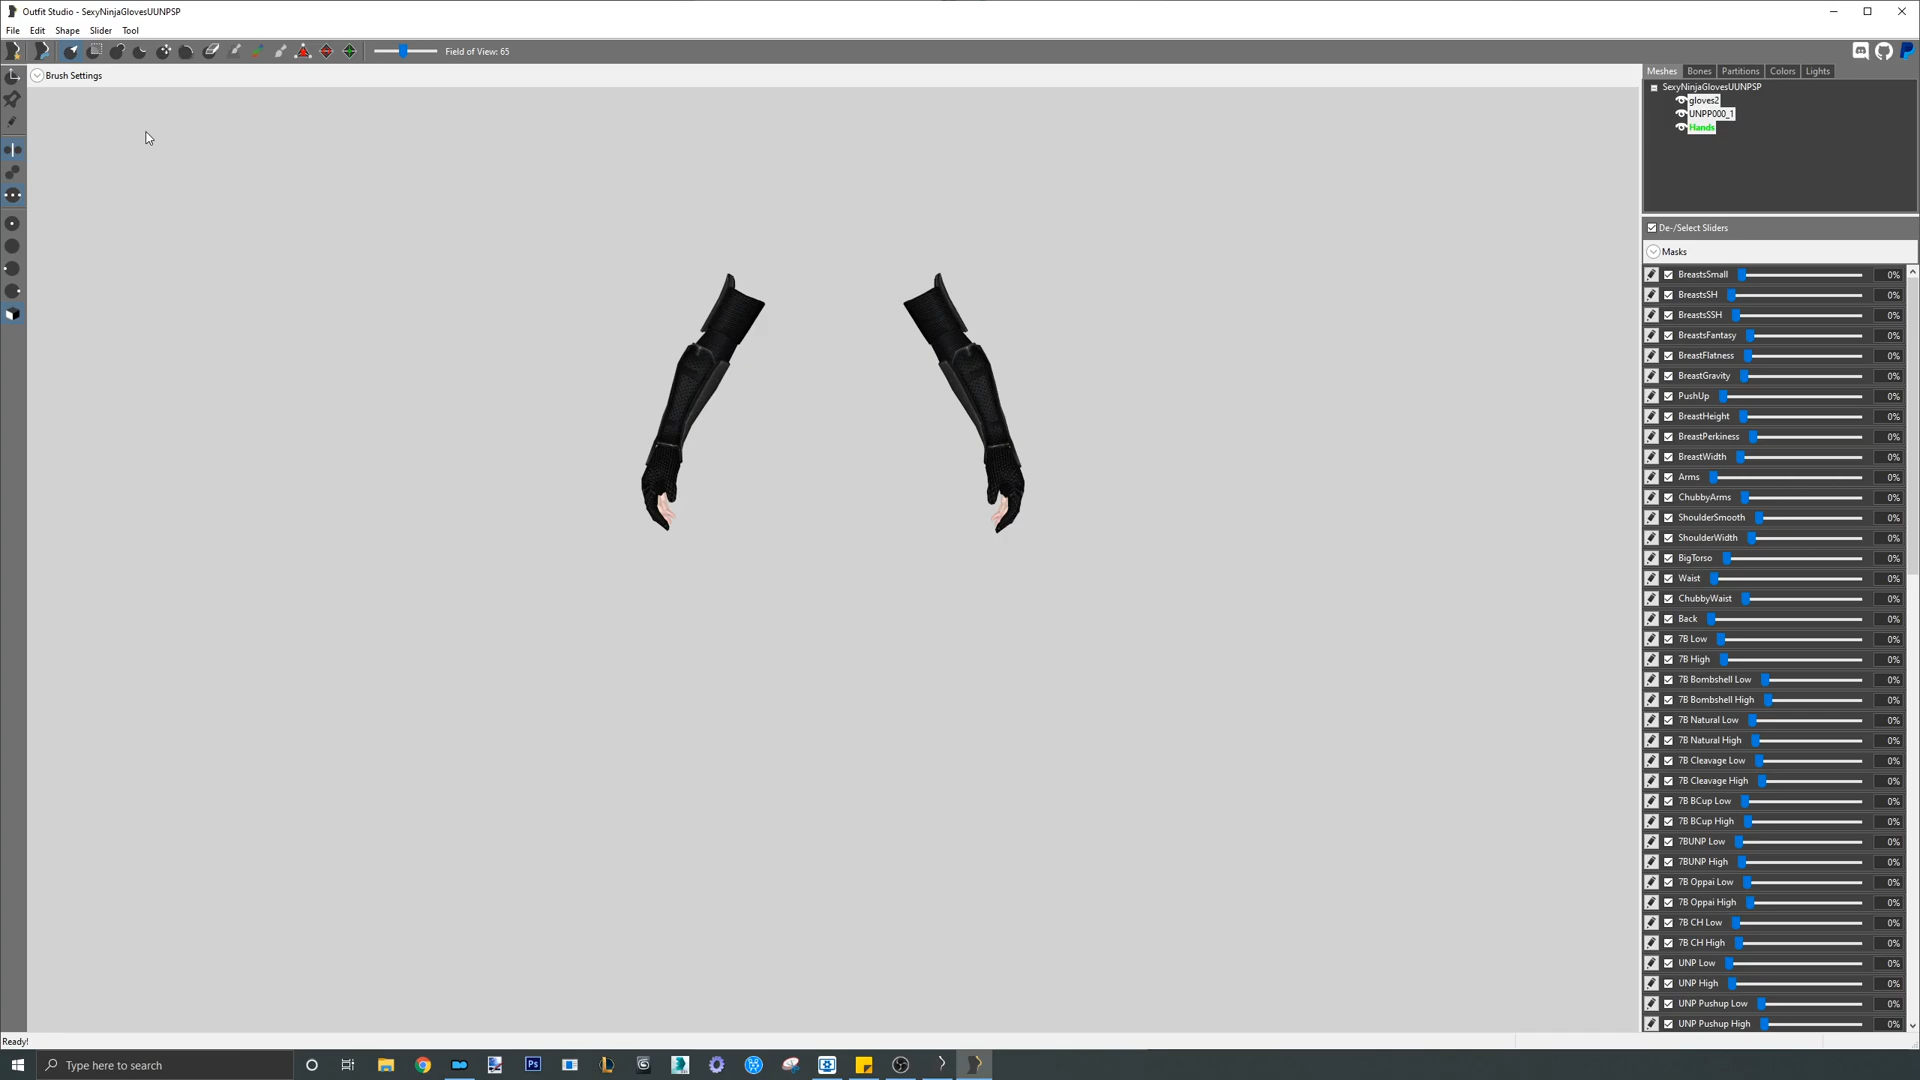 Outfit Studio - SexyNinjaGlovesUUNPSP
File Edit Shape Slider Tool
Field of View: 65
Brush Settings
Meshes Bones Partitions Colors Lights
SexyNinjaGlovesUUNPSP
gloves2
UNPP000_1
Hands
De-/Select Sliders
Masks
BreastsSmall 0%
BreastsSH 0%
BreastsSSH 0%
BreastsFantasy 0%
BreastFlatness 0%
BreastGravity 0%
PushUp 0%
BreastHeight 0%
BreastPerkiness 0%
BreastWidth 0%
Arms 0%
ChubbyArms 0%
ShoulderSmooth 0%
ShoulderWidth 0%
BigTorso 0%
Waist 0%
ChubbyWaist 0%
Back 0%
7B Low 0%
7B High 0%
7B Bombshell Low 0%
7B Bombshell High 0%
7B Natural Low 0%
7B Natural High 0%
7B Cleavage Low 0%
7B Cleavage High 0%
7B BCup Low 0%
7B BCup High 0%
7BUNP Low 0%
7BUNP High 0%
7B Oppai Low 0%
7B Oppai High 0%
7B CH Low 0%
7B CH High 0%
UNP Low 0%
UNP High 0%
UNP Pushup Low 0%
UNP Pushup High 0%
Ready!
Type here to search
Ps